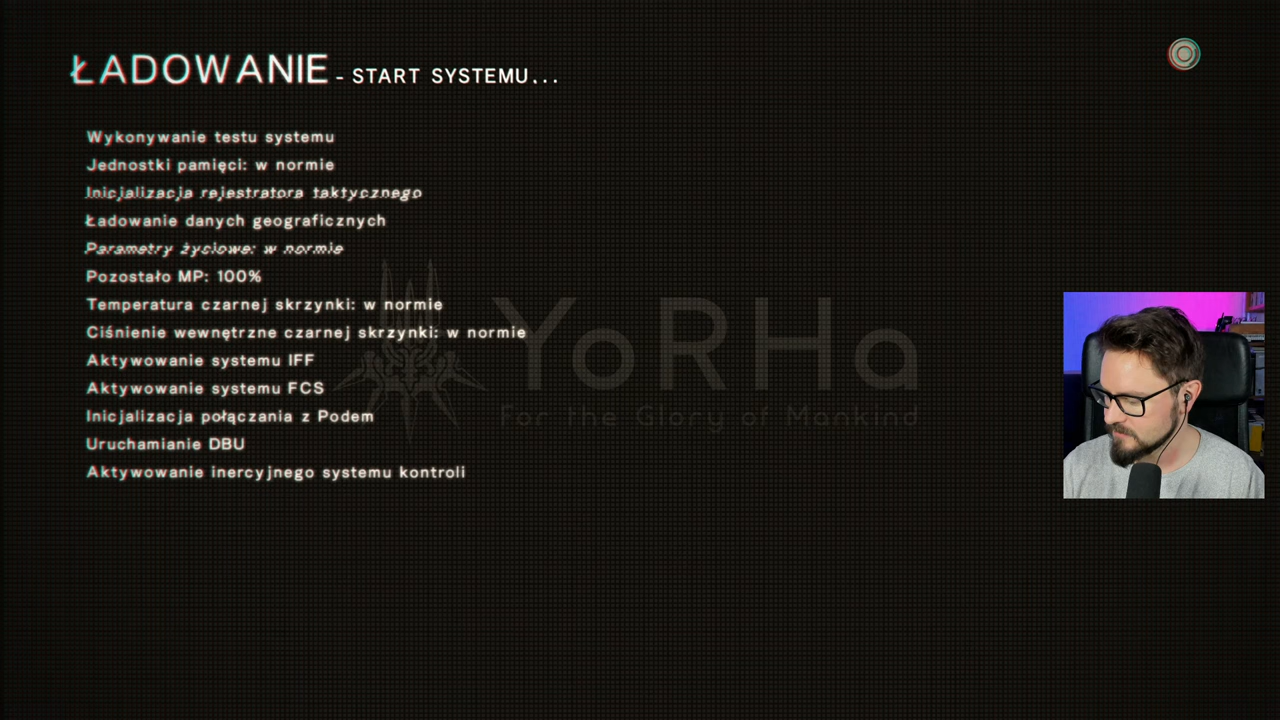 ŁADOWANIE - START SYSTEMU...
Wykonywanie testu systemu
Jednostki pamięci: w normie
Inicjalizacja rejestratora taktycznego
Ładowanie danych geograficznych
Parametry życiowe: w normie
Pozostało MP: 100%
Temperatura czarnej skrzynki: w normie
Ciśnienie wewnętrzne czarnej skrzynki: w normie
Aktywowanie systemu IFF
Aktywowanie systemu FCS
Inicjalizacja połączania z Podem
Uruchamianie DBU
Aktywowanie inercyjnego systemu kontroli
YoRHa
For the Glory of Mankind